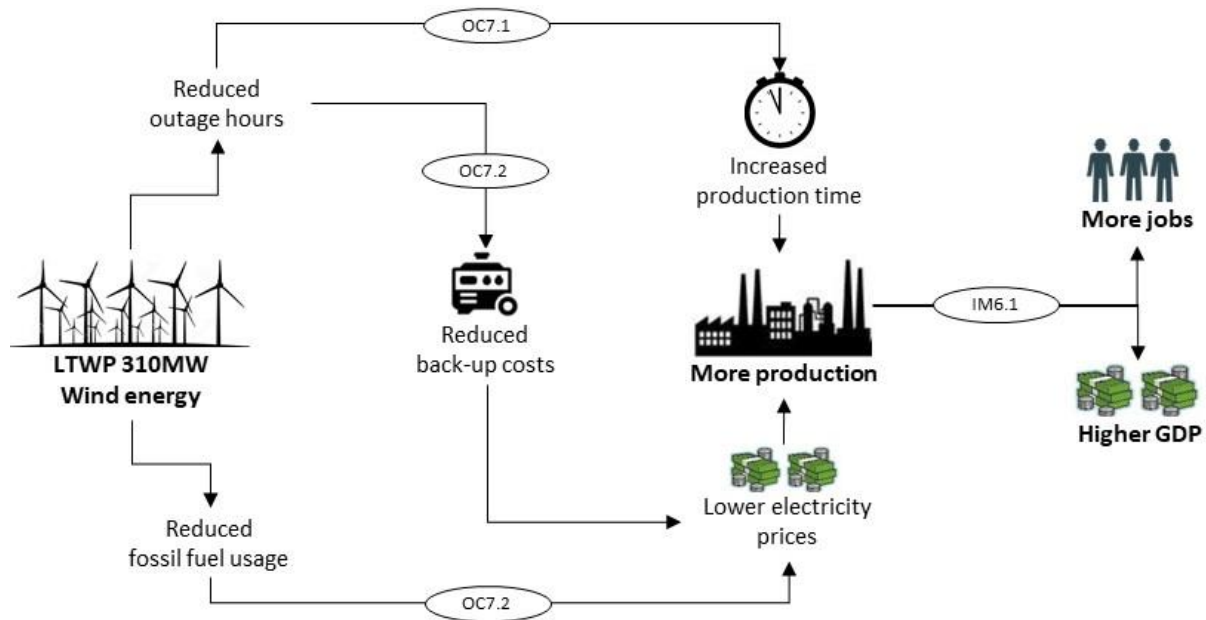 OC7.1
Reduced
outage hours
OC7.2
Increased
production time
More jobs
LTWP 310MW
Wind energy
Reduced
back-up costs
More production
IM6.1
Higher GDP
Reduced
fossil fuel usage
Lower electricity
prices
OC7.2